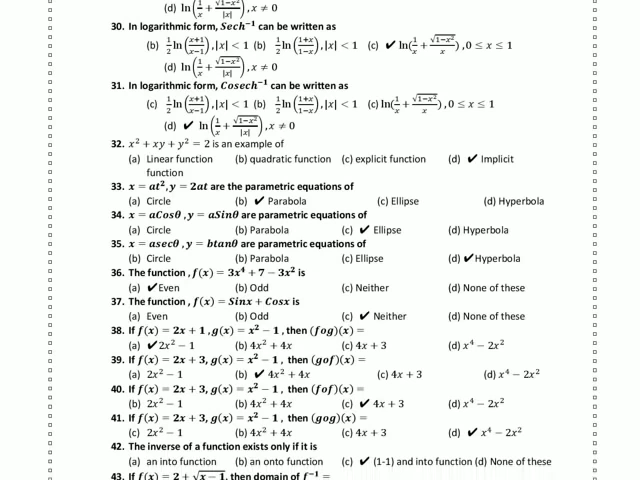 (d) ln(1/x + √1−x²/|x|), x ≠ 0
30. In logarithmic form, Sech⁻¹ can be written as
(b) 1/2 ln(x+1/x−1), |x| < 1 (b) 1/2 ln(1+x/1−x), |x| < 1 (c) ✔ ln(1/x + √1−x²/x), 0 ≤ x ≤ 1
(d) ln(1/x + √1−x²/|x|), x ≠ 0
31. In logarithmic form, Cosech⁻¹ can be written as
(c) 1/2 ln(x+1/x−1), |x| < 1 (b) 1/2 ln(1+x/1−x), |x| < 1 (c) ln(1/x + √1−x²/x), 0 ≤ x ≤ 1
(d) ✔ ln(1/x + √1−x²/|x|), x ≠ 0
32. x² + xy + y² = 2 is an example of
(a) Linear function (b) quadratic function (c) explicit function (d) ✔ Implicit
function
33. x = at², y = 2at are the parametric equations of
(a) Circle (b) ✔ Parabola (c) Ellipse (d) Hyperbola
34. x = aCosθ , y = aSinθ are parametric equations of
(a) Circle (b) Parabola (c) ✔ Ellipse (d) Hyperbola
35. x = asecθ , y = btanθ are parametric equations of
(b) Circle (b) Parabola (c) Ellipse (d) ✔Hyperbola
36. The function , f(x) = 3x⁴ + 7 − 3x² is
(a) ✔Even (b) Odd (c) Neither (d) None of these
37. The function , f(x) = Sinx + Cosx is
(a) Even (b) Odd (c) ✔ Neither (d) None of these
38. If f(x) = 2x + 1 , g(x) = x² − 1, then (fog)(x) =
(a) ✔2x² − 1 (b) 4x² + 4x (c) 4x + 3 (d) x⁴ − 2x²
39. If f(x) = 2x + 3, g(x) = x² − 1 , then (gof)(x) =
(a) 2x² − 1 (b) ✔ 4x² + 4x (c) 4x + 3 (d) x⁴ − 2x²
40. If f(x) = 2x + 3, g(x) = x² − 1 , then (fof)(x) =
(b) 2x² − 1 (b) 4x² + 4x (c) ✔ 4x + 3 (d) x⁴ − 2x²
41. If f(x) = 2x + 3, g(x) = x² − 1, then (gog)(x) =
(c) 2x² − 1 (b) 4x² + 4x (c) 4x + 3 (d) ✔ x⁴ − 2x²
42. The inverse of a function exists only if it is
(a) an into function (b) an onto function (c) ✔ (1-1) and into function (d) None of these
43. If f(x) = 2 + √x − 1, then domain of f⁻¹ =